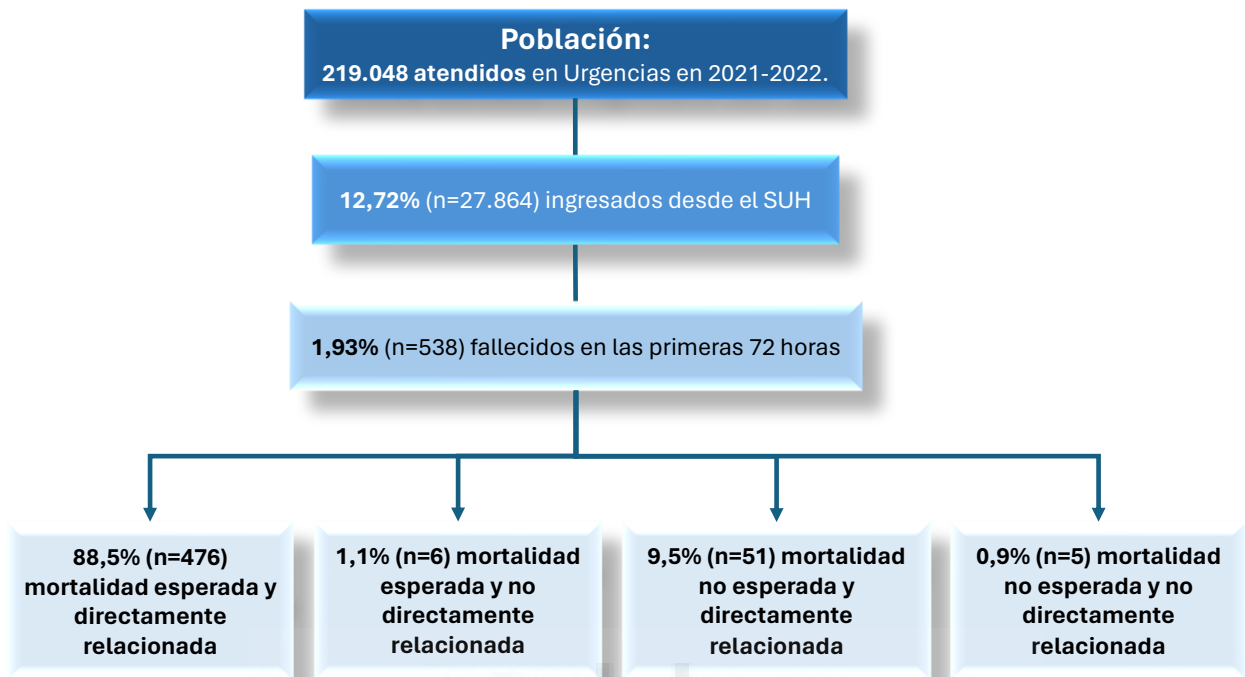 Población:
219.048 atendidos en Urgencias en 2021-2022.
12,72% (n=27.864) ingresados desde el SUH
1,93% (n=538) fallecidos en las primeras 72 horas
88,5% (n=476)
mortalidad esperada y
directamente
relacionada
1,1% (n=6) mortalidad
esperada y no
directamente
relacionada
9,5% (n=51) mortalidad
no esperada y
directamente
relacionada
0,9% (n=5) mortalidad
no esperada y no
directamente
relacionada